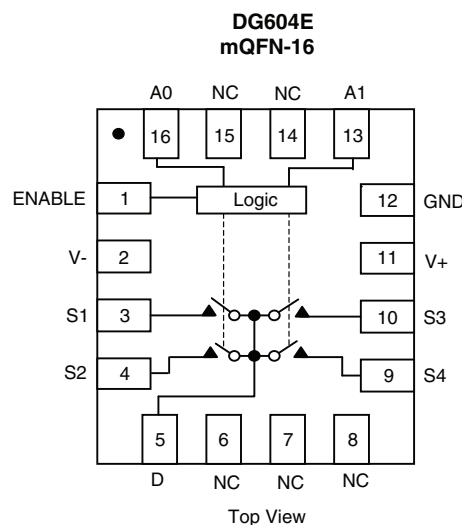 DG604E
mQFN-16
A0 NC NC A1
16 15 14 13
ENABLE 1 Logic 12 GND
V- 2 11 V+
S1 3 10 S3
S2 4 9 S4
5 6 7 8
D NC NC NC
Top View